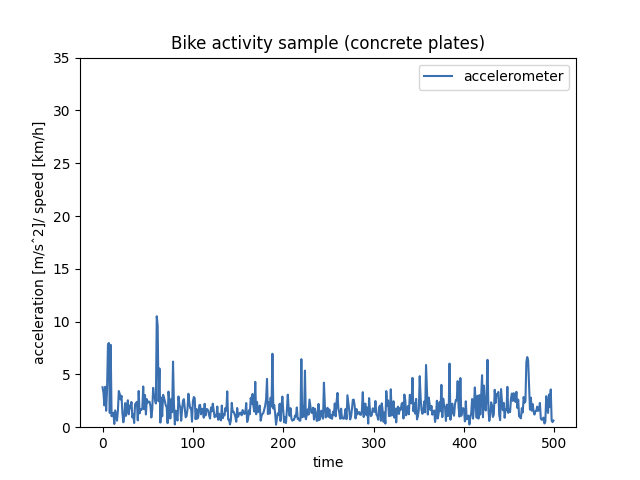 Bike activity sample (concrete plates)
accelerometer
acceleration [m/sˆ2]/ speed [km/h]
35
30
25
20
15
10
5
0
0 100 200 300 400 500
time